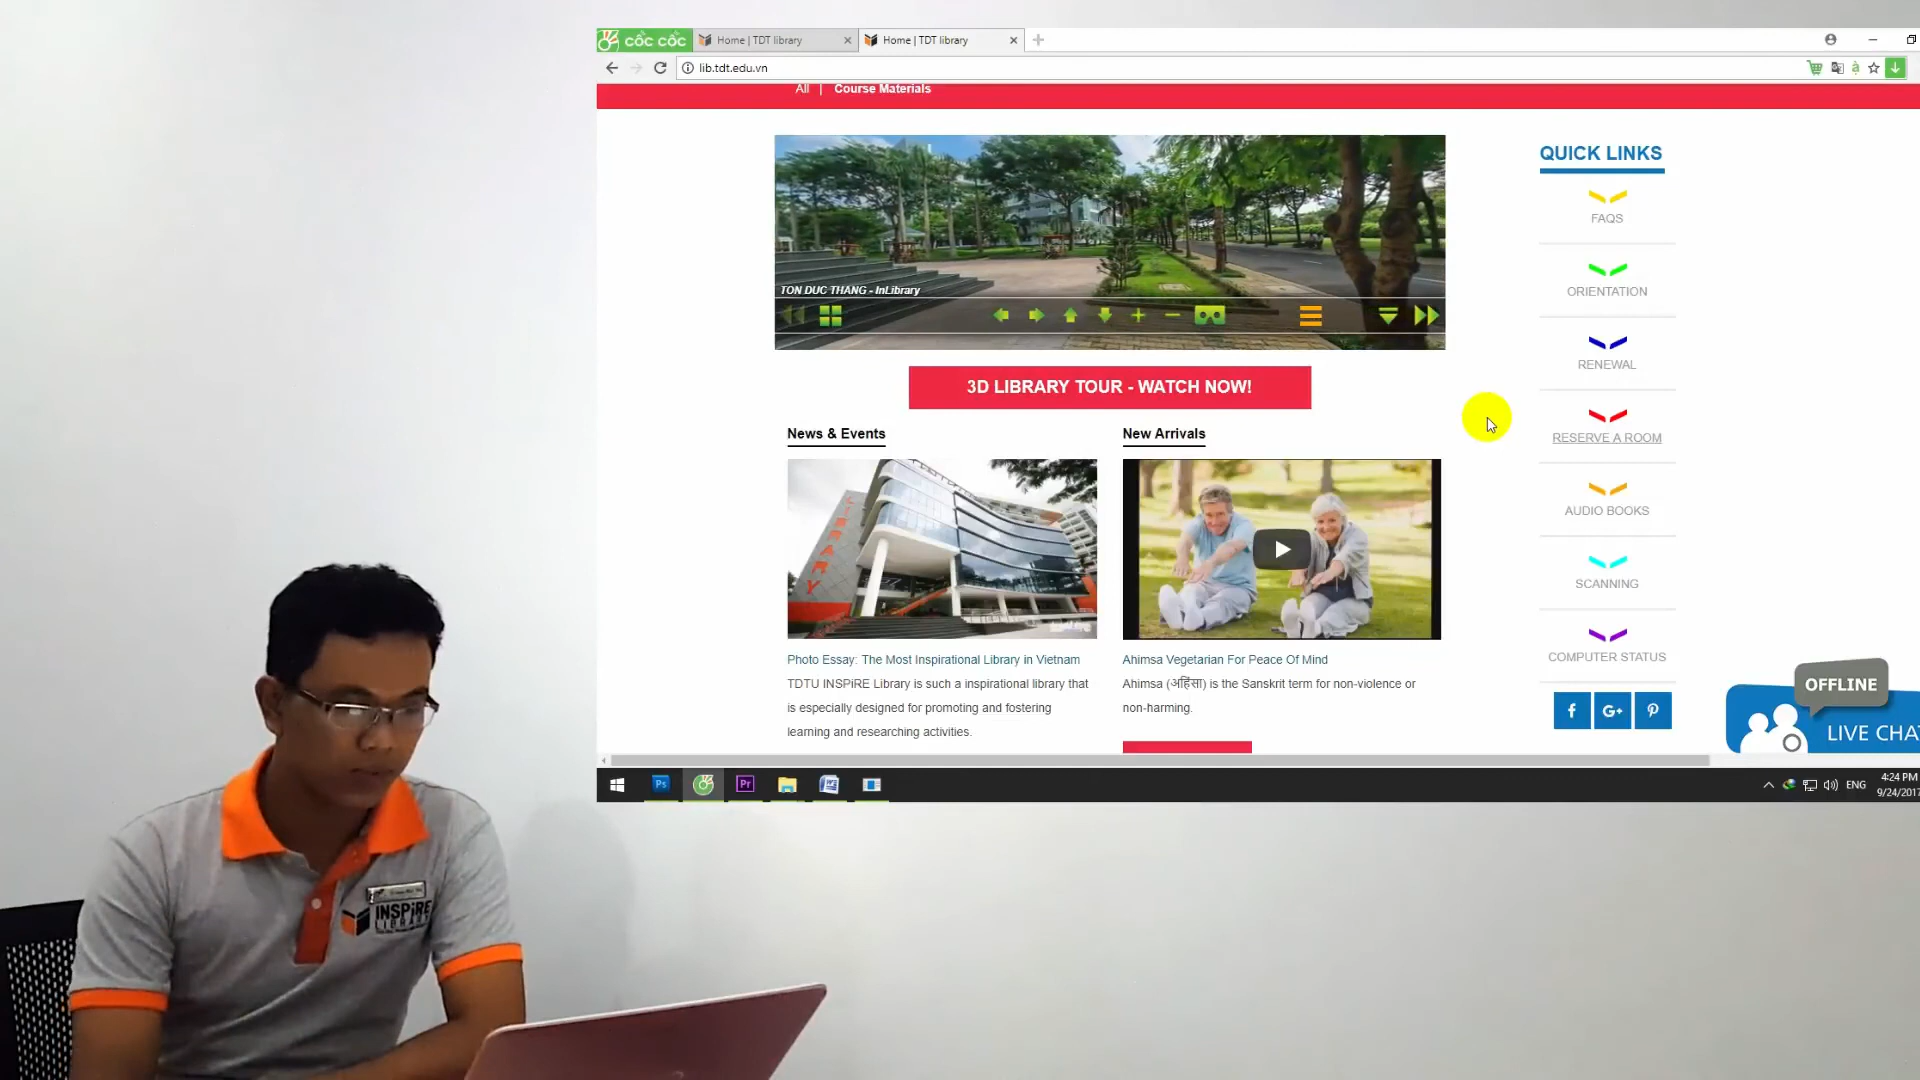 cốc cốc
Home | TDT library
Home | TDT library
lib.tdt.edu.vn
All | Course Materials
TON DUC THANG - InLibrary
3D LIBRARY TOUR - WATCH NOW!
News & Events
New Arrivals
LIBRARY
Photo Essay: The Most Inspirational Library in Vietnam
TDTU INSPiRE Library is such a inspirational library that
is especially designed for promoting and fostering
learning and researching activities.
Ahimsa Vegetarian For Peace Of Mind
Ahimsa (अहिंसा) is the Sanskrit term for non-violence or
non-harming.
QUICK LINKS
FAQS
ORIENTATION
RENEWAL
RESERVE A ROOM
AUDIO BOOKS
SCANNING
COMPUTER STATUS
f
G+
OFFLINE
LIVE CHA
Ps
Pr
ENG
4:24 PM
9/24/2017
INSPiRE
LIBRARY